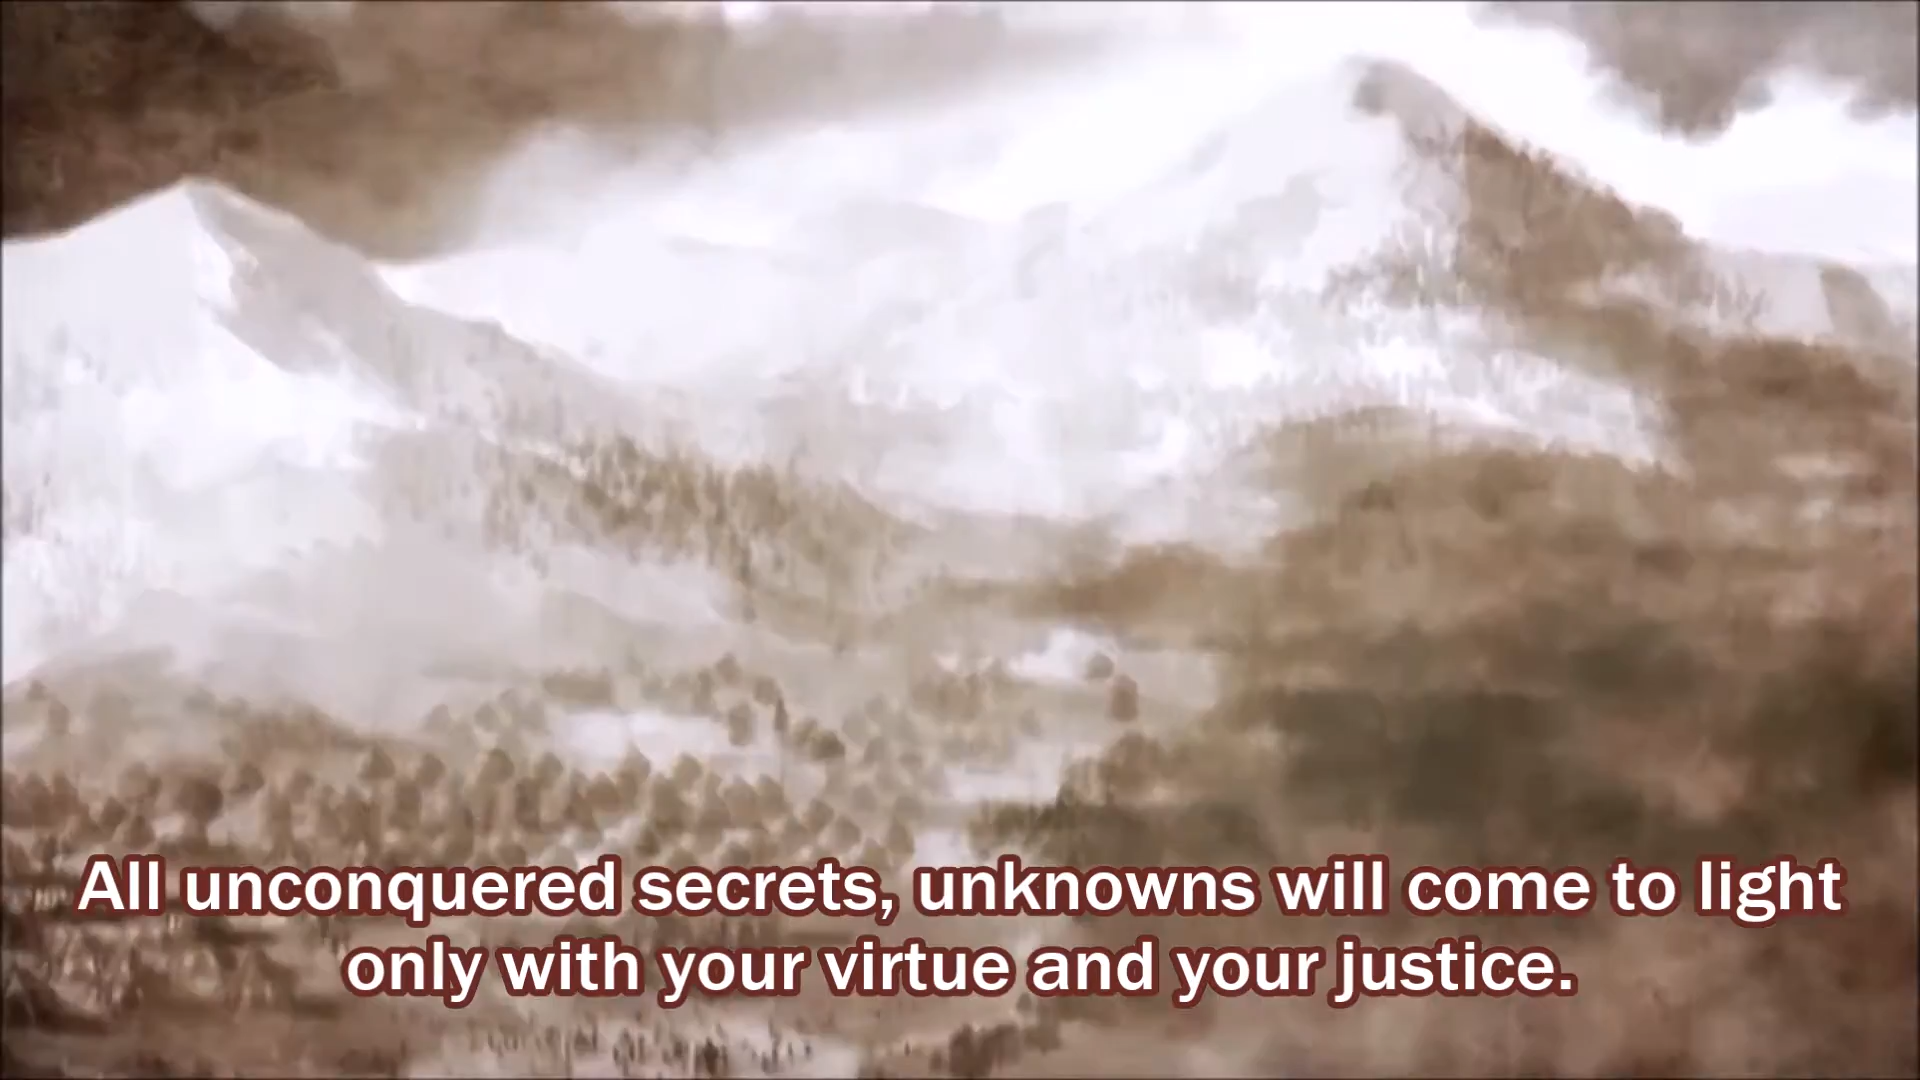 All unconquered secrets, unknowns will come to light
only with your virtue and your justice.